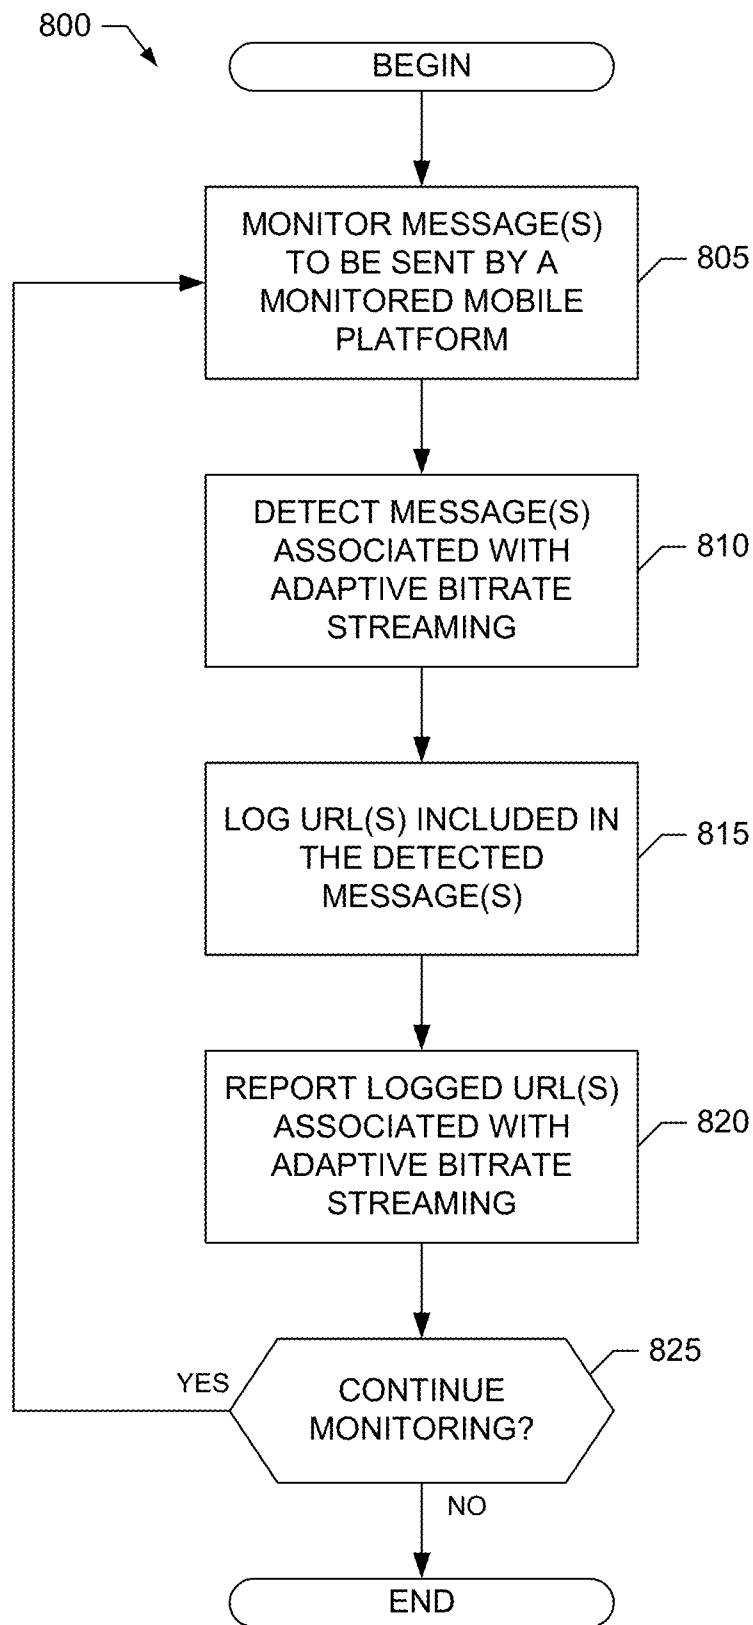 800
BEGIN
MONITOR MESSAGE(S)
TO BE SENT BY A
MONITORED MOBILE
PLATFORM
805
DETECT MESSAGE(S)
ASSOCIATED WITH
ADAPTIVE BITRATE
STREAMING
810
LOG URL(S) INCLUDED IN
THE DETECTED
MESSAGE(S)
815
REPORT LOGGED URL(S)
ASSOCIATED WITH
ADAPTIVE BITRATE
STREAMING
820
CONTINUE
MONITORING?
825
YES
NO
END